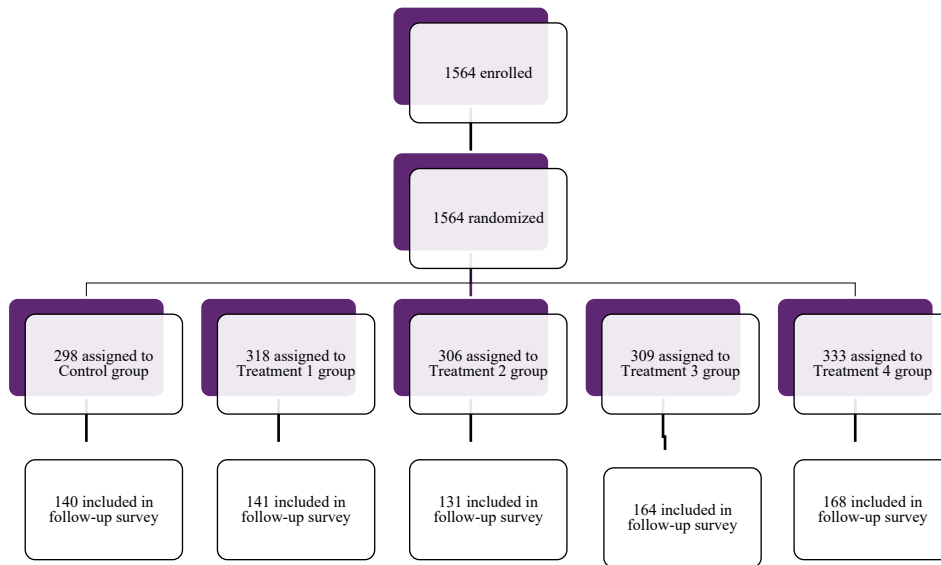 1564 enrolled
1564 randomized
298 assigned to
Control group
318 assigned to
Treatment 1 group
306 assigned to
Treatment 2 group
309 assigned to
Treatment 3 group
333 assigned to
Treatment 4 group
140 included in
follow-up survey
141 included in
follow-up survey
131 included in
follow-up survey
164 included in
follow-up survey
168 included in
follow-up survey